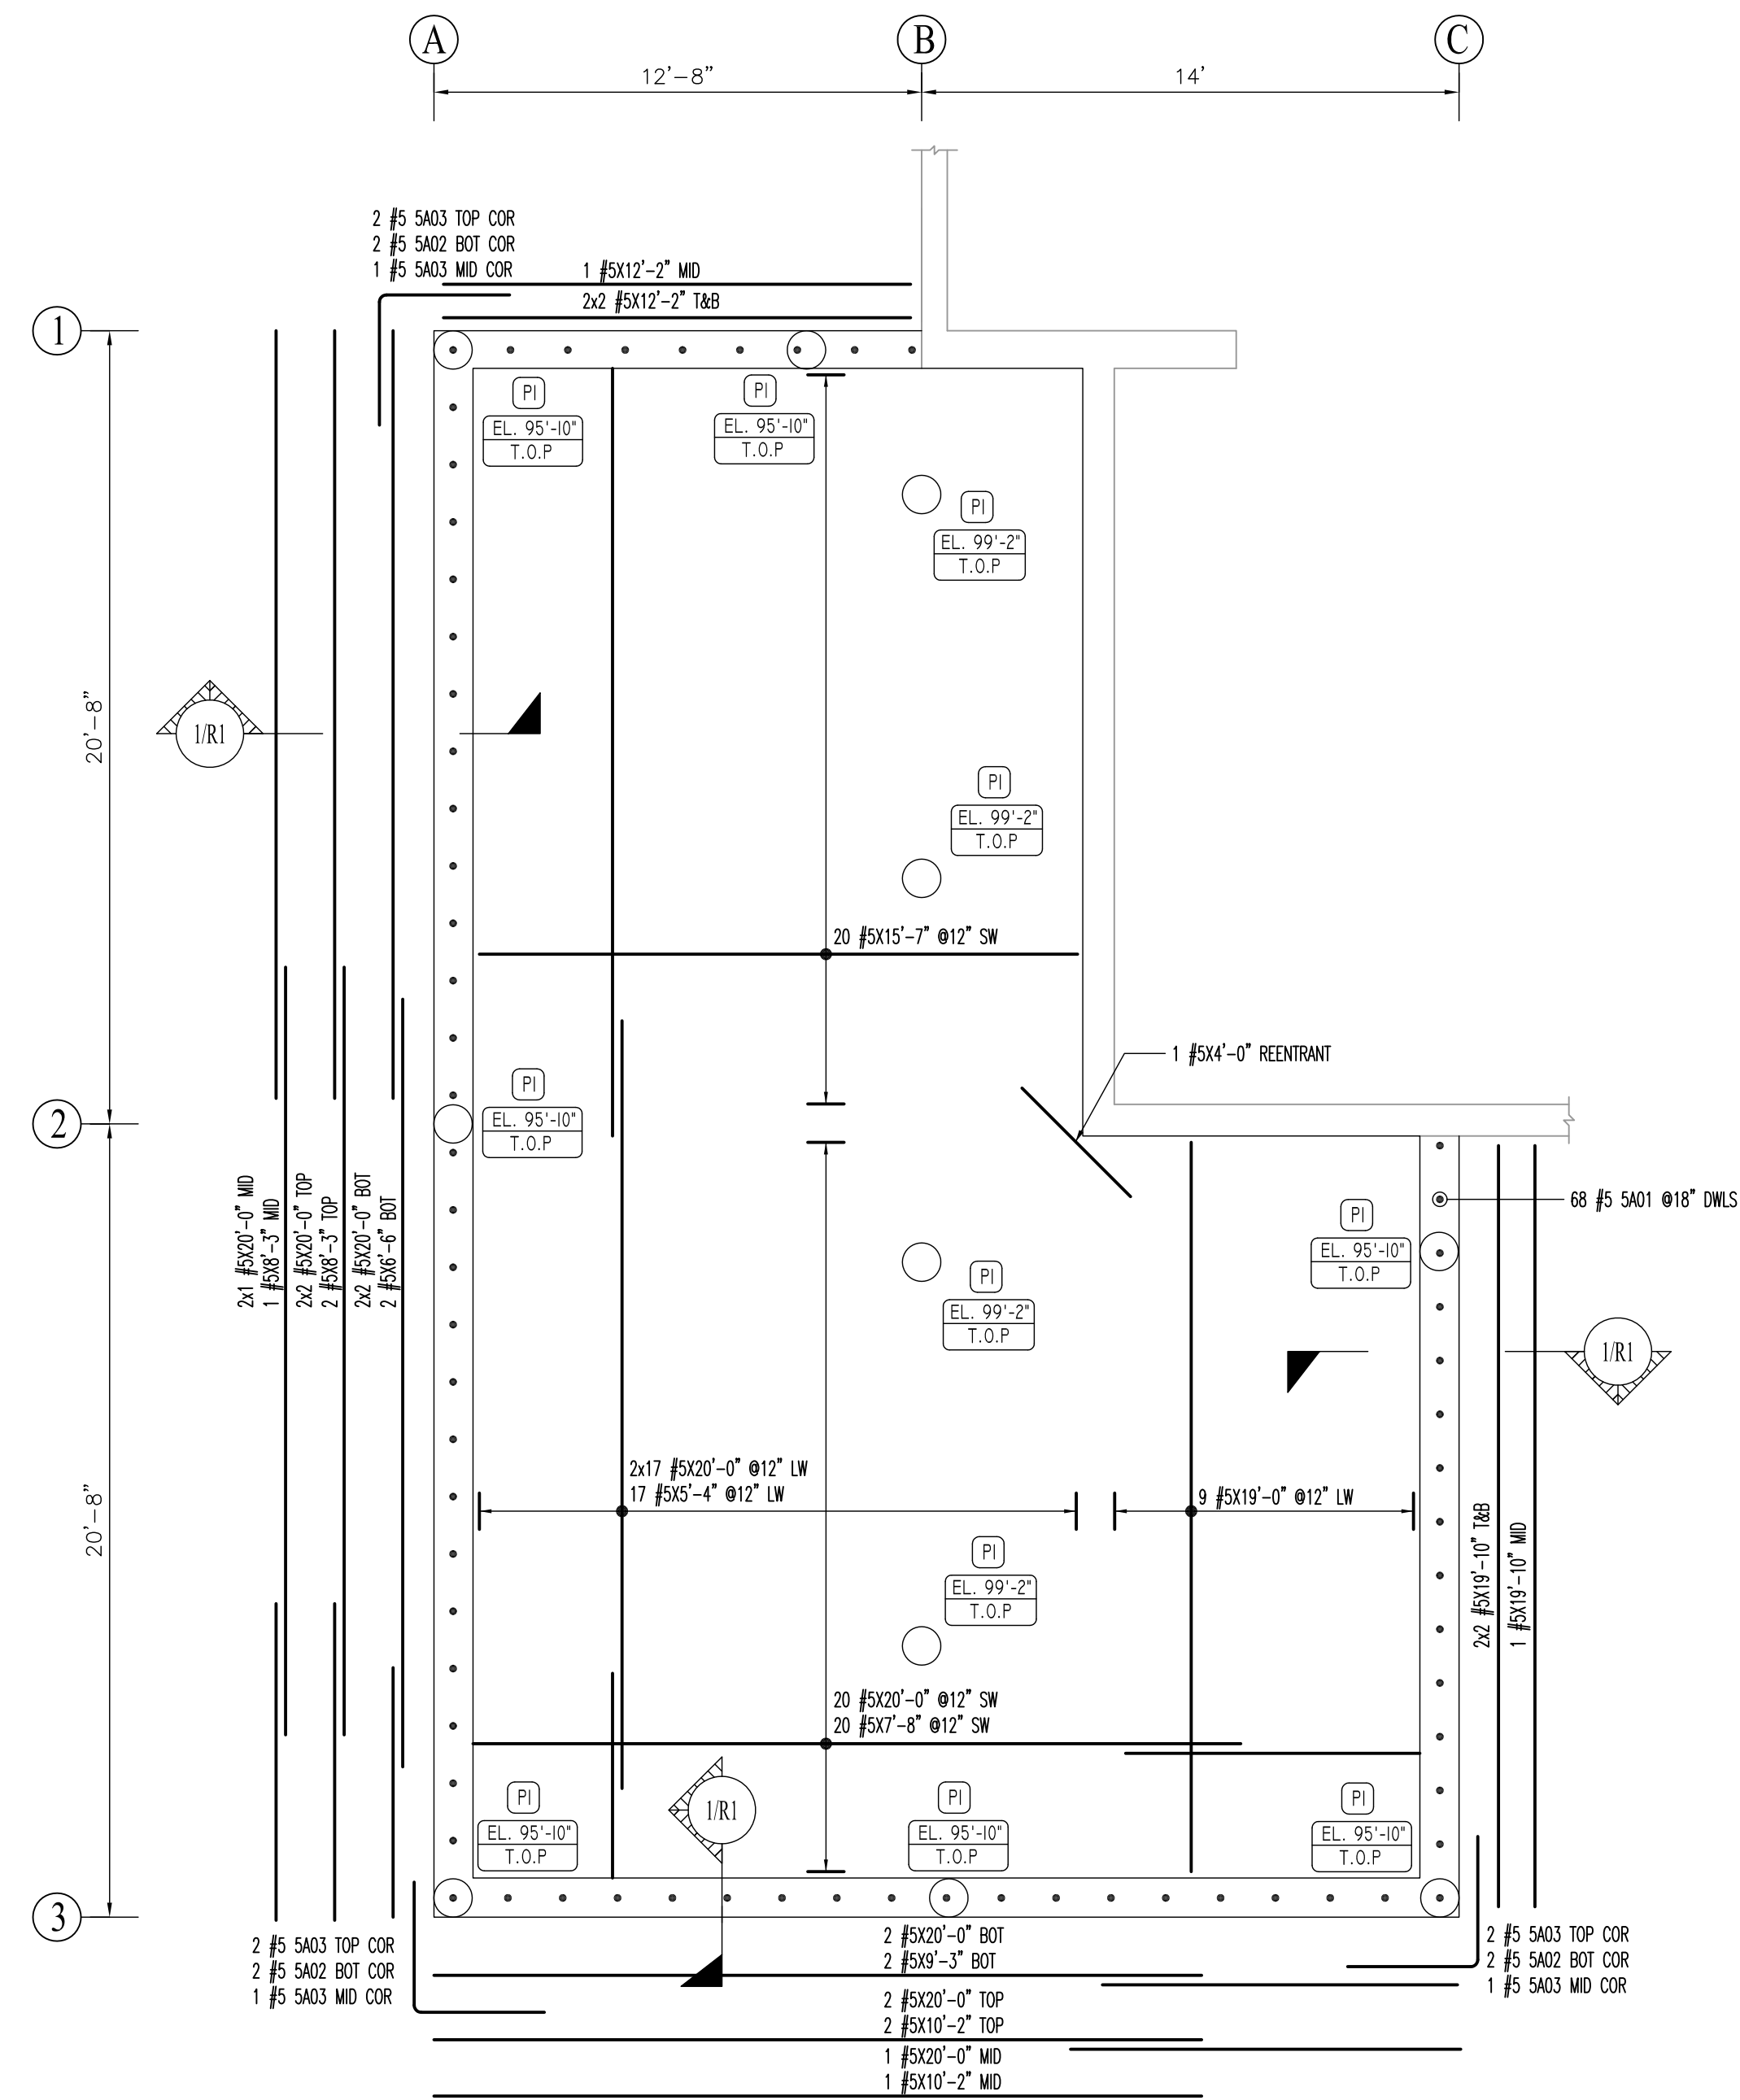 A
B
C
12'-8"
14'
2 #5 5A03 TOP COR
2 #5 5A02 BOT COR
1 #5 5A03 MID COR
1 #5X12'-2" MID
2x2 #5X12'-2" T&B
1
PI
EL. 95'-10"
T.O.P
PI
EL. 95'-10"
T.O.P
PI
EL. 99'-2"
T.O.P
20'-8"
1/R1
PI
EL. 99'-2"
T.O.P
20 #5X15'-7" @12" SW
1 #5X4'-0" REENTRANT
2
PI
EL. 95'-10"
T.O.P
2x1 #5X20'-0" MID
1 #5X8'-3" MID
2x2 #5X20'-0" TOP
2 #5X8'-3" TOP
2x2 #5X20'-0" BOT
2 #5X6'-6" BOT
68 #5 5A01 @18" DWLS
PI
EL. 95'-10"
T.O.P
PI
EL. 99'-2"
T.O.P
1/R1
20'-8"
2x17 #5X20'-0" @12" LW
17 #5X5'-4" @12" LW
9 #5X19'-0" @12" LW
2x2 #5X19'-10" T&B
1 #5X19'-10" MID
PI
EL. 99'-2"
T.O.P
20 #5X20'-0" @12" SW
20 #5X7'-8" @12" SW
PI
EL. 95'-10"
T.O.P
1/R1
PI
EL. 95'-10"
T.O.P
PI
EL. 95'-10"
T.O.P
3
2 #5 5A03 TOP COR
2 #5 5A02 BOT COR
1 #5 5A03 MID COR
2 #5X20'-0" BOT
2 #5X9'-3" BOT
2 #5X20'-0" TOP
2 #5X10'-2" TOP
1 #5X20'-0" MID
1 #5X10'-2" MID
2 #5 5A03 TOP COR
2 #5 5A02 BOT COR
1 #5 5A03 MID COR